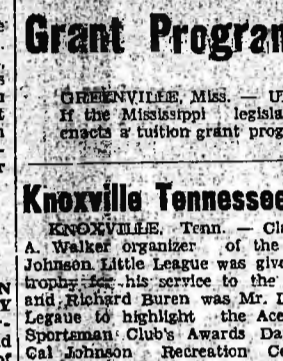 Grant Program
GREENVILLE, Miss. — U
If the Mississippi legisla
enacts a tuition grant prog
Knoxville Tennessee
KNOXVILLE, Tenn. — Cl
A. Walker organizer of the
Johnson Little League was give
trophy for his service to the
and Richard Buren was Mr. D
Legaue to highlight the Ace
Sportsman Club's Awards Da
Cal Johnson Recreation C